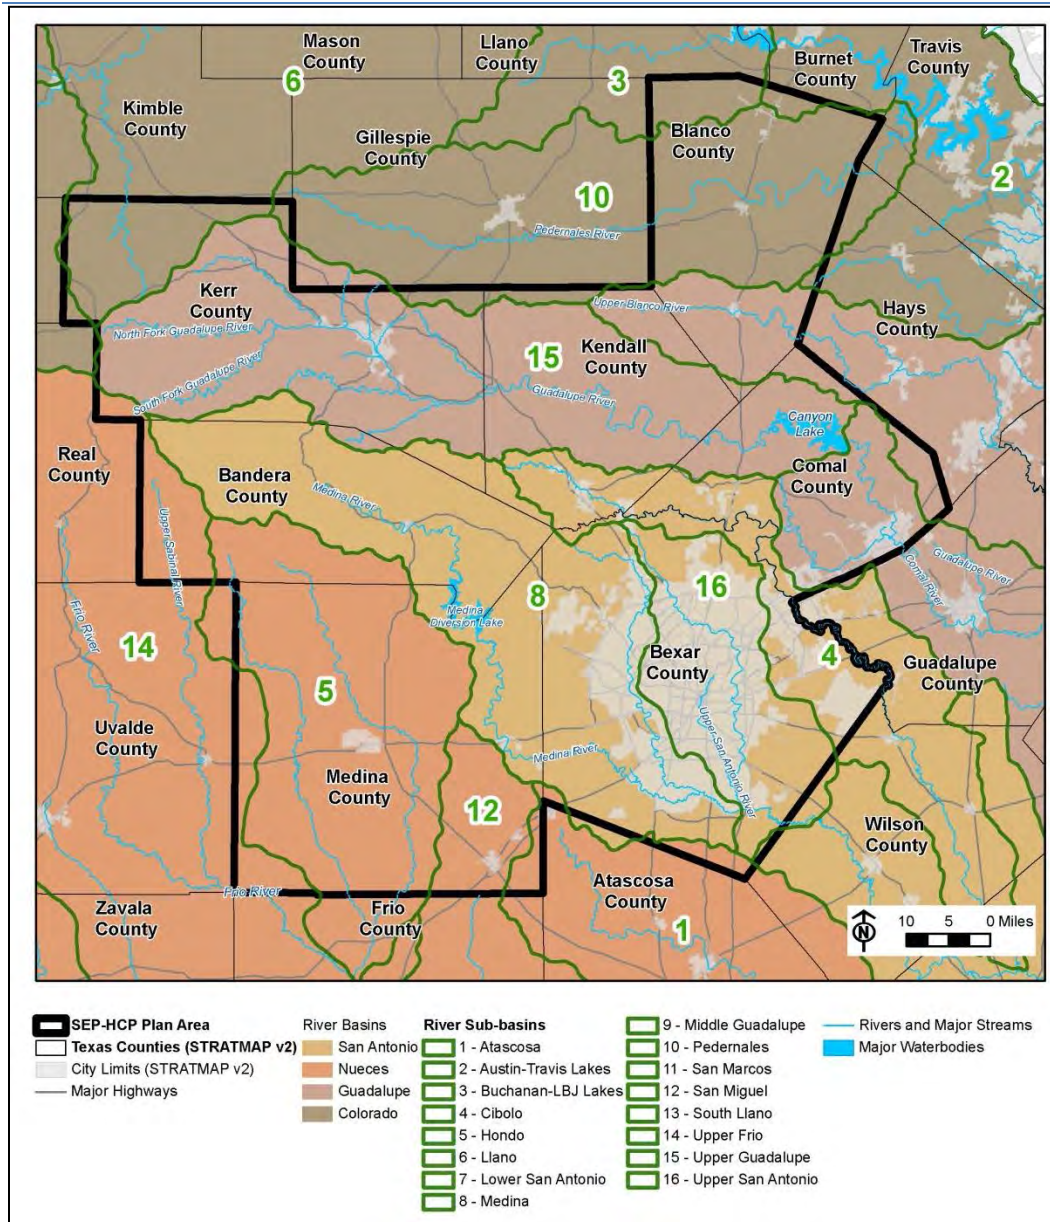 Mason
County
Llano
County
Burnet
County
Travis
County
6
3
Kimble
County
Gillespie
County
Blanco
County
2
10
Pedernales River
Kerr
County
Upper Blanco River
Hays
County
North Fork Guadalupe River
15
Kendall
County
South Fork Guadalupe River
Guadalupe River
Canyon
Lake
Real
County
Bandera
County
Comal
County
Medina River
Upper Sabinal River
Guadalupe River
Comal River
Frio River
Medina
Diversion Lake
8
16
14
Bexar
County
4
Guadalupe
County
5
Uvalde
County
Upper San Antonio River
Medina River
Medina
County
12
Wilson
County
Frio River
Atascosa
County
Zavala
County
Frio
County
1
N
10 5 0 Miles
SEP-HCP Plan Area
Texas Counties (STRATMAP v2)
City Limits (STRATMAP v2)
Major Highways
River Basins
San Antonio
Nueces
Guadalupe
Colorado
River Sub-basins
1 - Atascosa
2 - Austin-Travis Lakes
3 - Buchanan-LBJ Lakes
4 - Cibolo
5 - Hondo
6 - Llano
7 - Lower San Antonio
8 - Medina
9 - Middle Guadalupe
10 - Pedernales
11 - San Marcos
12 - San Miguel
13 - South Llano
14 - Upper Frio
15 - Upper Guadalupe
16 - Upper San Antonio
Rivers and Major Streams
Major Waterbodies